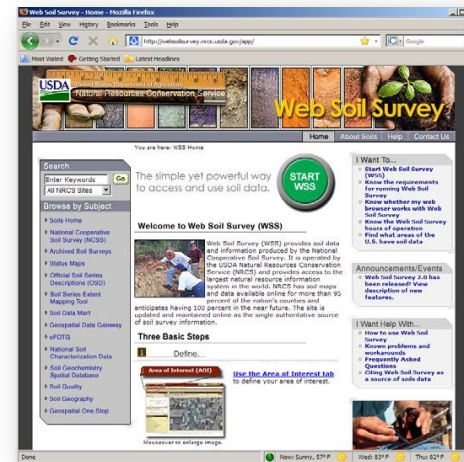 Web Soil Survey - Home - Mozilla Firefox
File Edit View History Bookmarks Tools Help
http://websoilsurvey.nrcs.usda.gov/app/
Google
Most Visited Getting Started Latest Headlines
USDA
United States Department of Agriculture
Natural Resources Conservation Service
Web Soil Survey
Home About Soils Help Contact Us
You are here: WSS Home
Search
Enter Keywords Go
All NRCS Sites
Browse by Subject
Soils Home
National Cooperative
Soil Survey (NCSS)
Archived Soil Surveys
Status Maps
Official Soil Series
Descriptions (OSD)
Soil Series Extent
Mapping Tool
Soil Data Mart
Geospatial Data Gateway
eFOTG
National Soil
Characterization Data
Soil Geochemistry
Spatial Database
Soil Quality
Soil Geography
Geospatial One Stop
The simple yet powerful way
to access and use soil data.
START
WSS
Welcome to Web Soil Survey (WSS)
Web Soil Survey (WSS) provides soil data
and information produced by the National
Cooperative Soil Survey. It is operated by
the USDA Natural Resources Conservation
Service (NRCS) and provides access to the
largest natural resource information
system in the world. NRCS has soil maps
and data available online for more than 95
percent of the nation's counties and
anticipates having 100 percent in the near future. The site is
updated and maintained online as the single authoritative source
of soil survey information.
Three Basic Steps
1 Define.
Area of Interest (AOI)
Use the Area of Interest tab
to define your area of interest.
Mouseover to enlarge image.
I Want To...
Start Web Soil Survey
(WSS)
Know the requirements
for running Web Soil
Survey
Know whether my web
browser works with Web
Soil Survey
Know the Web Soil Survey
hours of operation
Find what areas of the
U.S. have soil data
Announcements/Events
Web Soil Survey 2.0 has
been released! View
description of new
features.
I Want Help With...
How to use Web Soil
Survey
Known problems and
workarounds
Frequently Asked
Questions
Citing Web Soil Survey as
a source of soils data
Done
Now: Sunny, 57° F Wed: 83° F Thu: 82° F